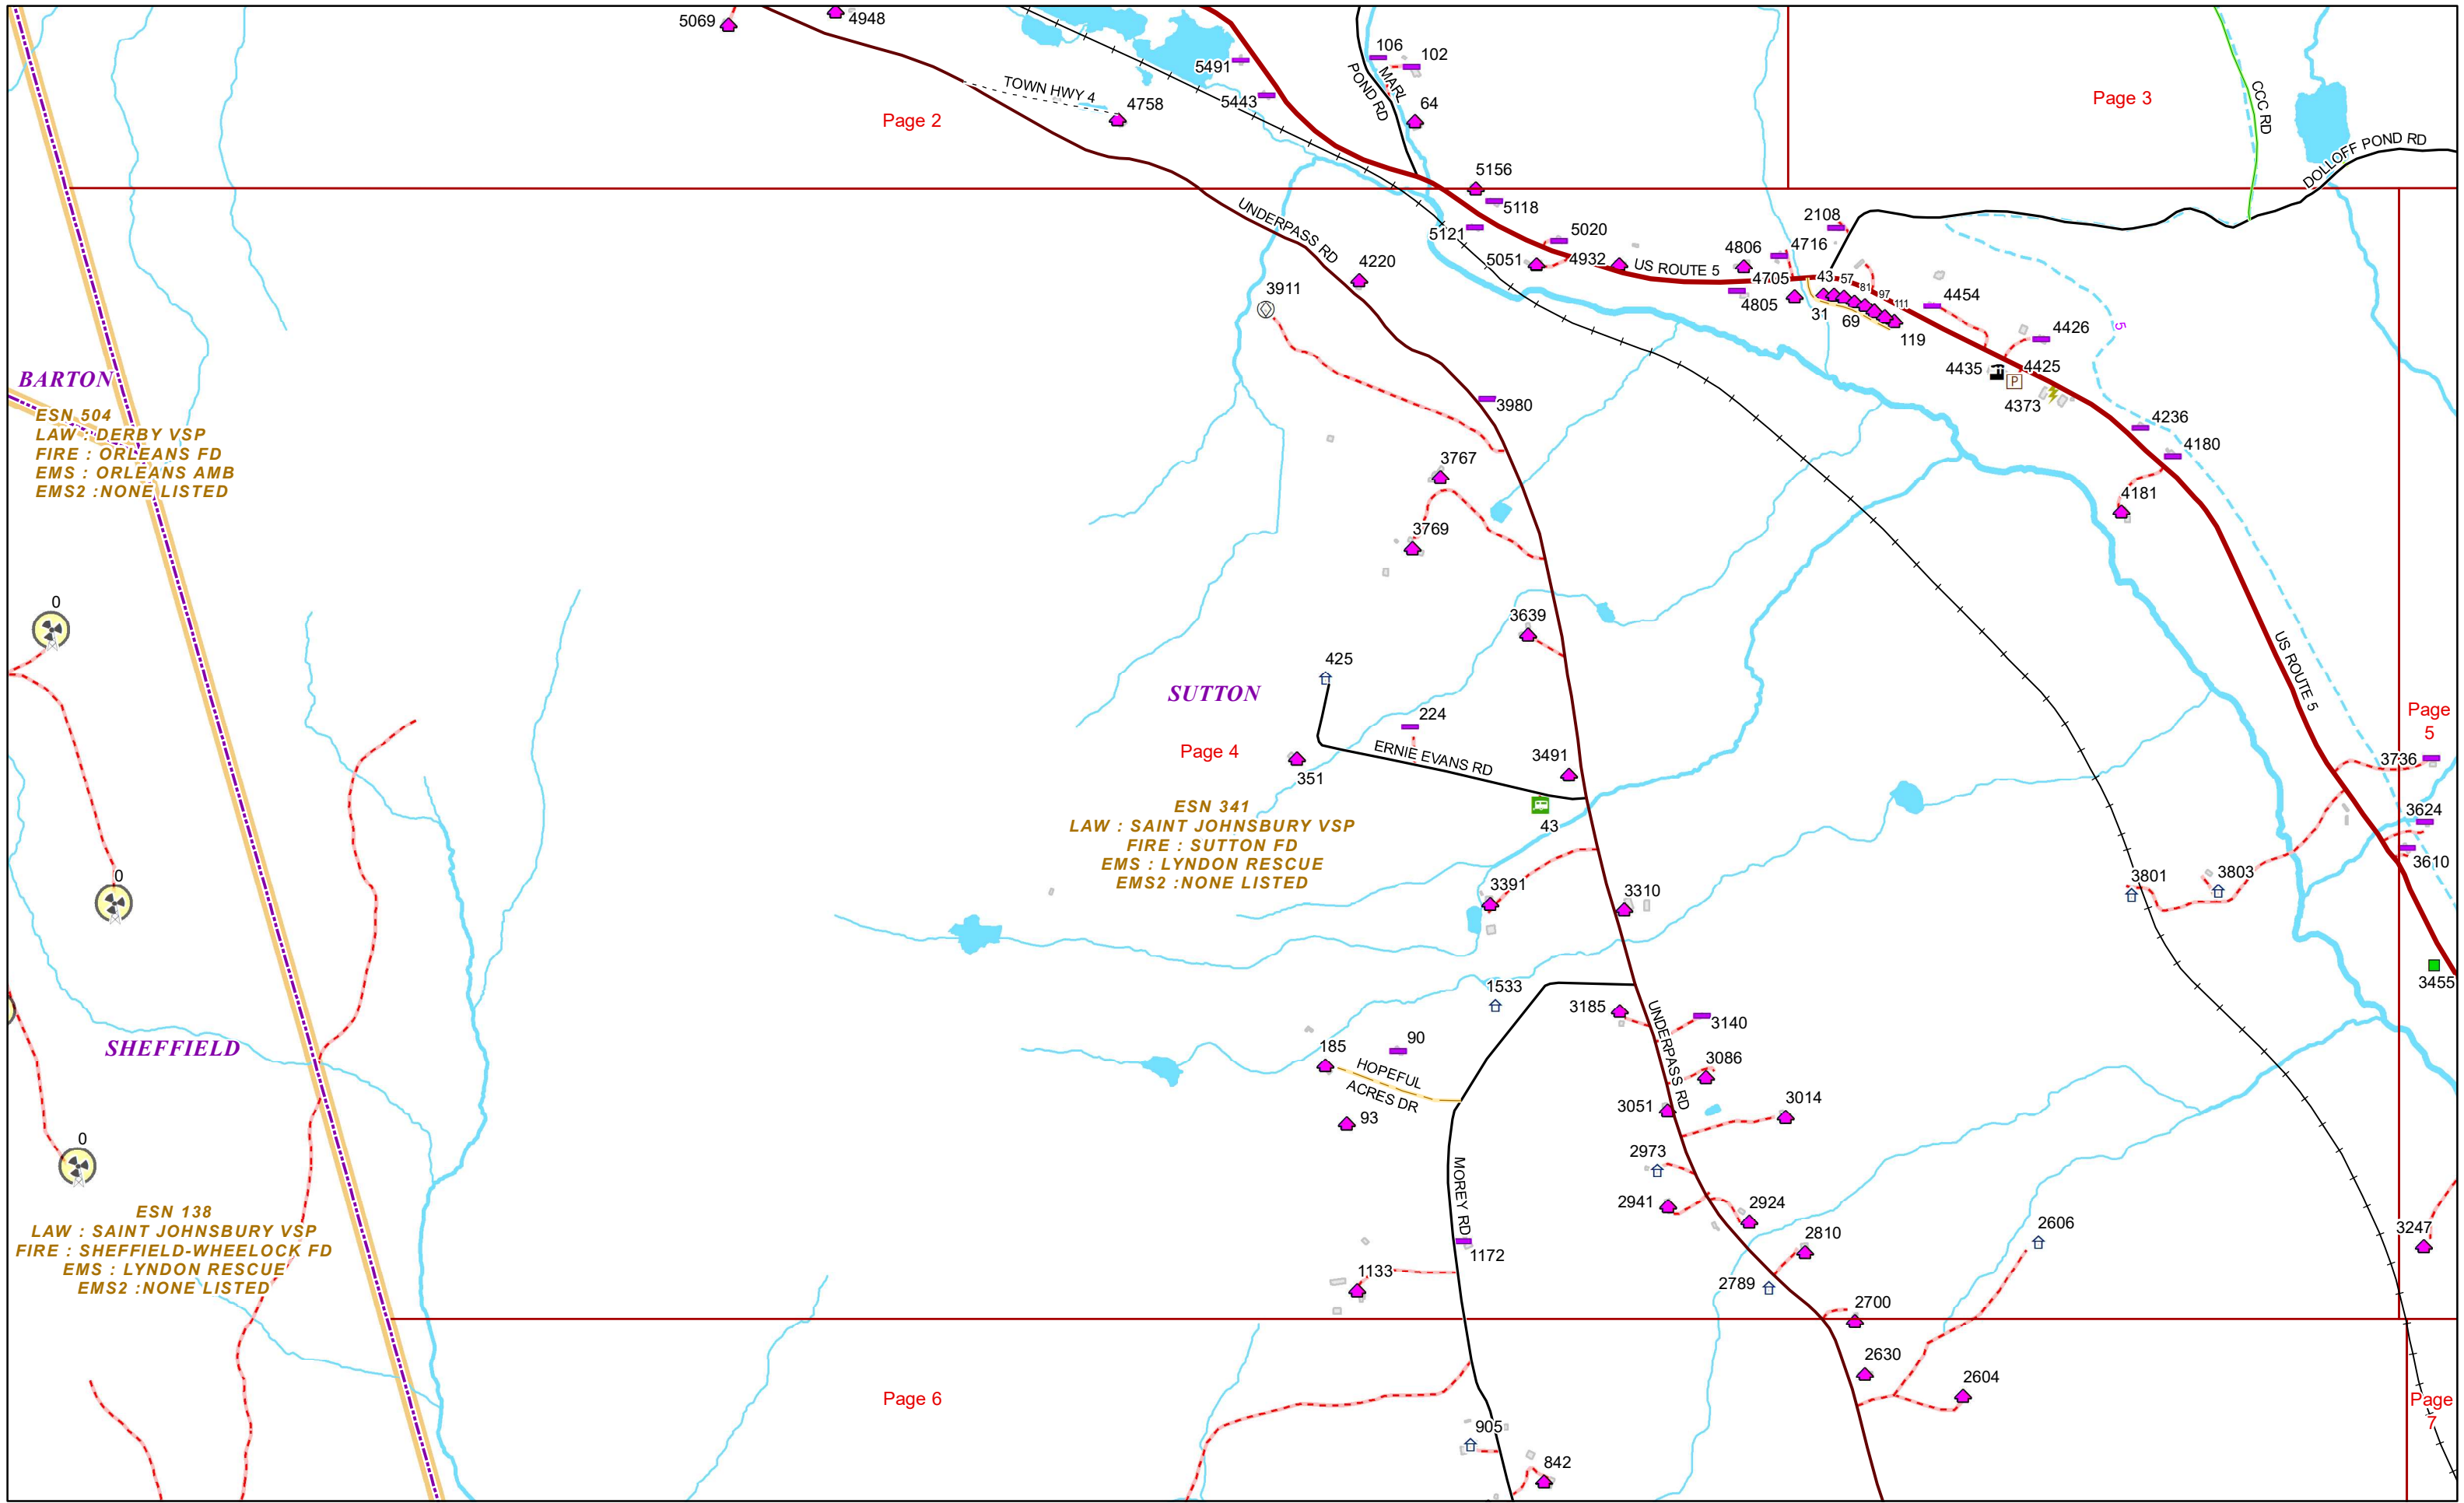 5069
4948
5491
5443
TOWN HWY 4
4758
Page 2
106
102
MARL
POND RD
64
Page 3
CCC RD
DOLLOFF POND RD
5156
5118
5121
5020
5051
4932
US ROUTE 5
4806
4716
2108
4705
4805
43
57
81
97
111
31
69
119
4454
4426
4435
P
4425
4373
5
4236
4180
4181
UNDERPASS RD
4220
3911
3980
3767
3769
3639
BARTON
ESN 504
LAW : DERBY VSP
FIRE : ORLEANS FD
EMS : ORLEANS AMB
EMS2 :NONE LISTED
0
0
0
425
SUTTON
Page 4
224
351
ERNIE EVANS RD
3491
43
ESN 341
LAW : SAINT JOHNSBURY VSP
FIRE : SUTTON FD
EMS : LYNDON RESCUE
EMS2 :NONE LISTED
US ROUTE 5
Page
5
3736
3624
3610
3801
3803
3455
3391
3310
1533
3185
3140
UNDERPASS RD
3086
3051
3014
SHEFFIELD
185
90
HOPEFUL
ACRES DR
93
2973
2941
2924
2810
2789
2606
3247
MOREY RD
1172
1133
2700
2630
2604
ESN 138
LAW : SAINT JOHNSBURY VSP
FIRE : SHEFFIELD-WHEELOCK FD
EMS : LYNDON RESCUE
EMS2 :NONE LISTED
Page 6
905
842
Page
7